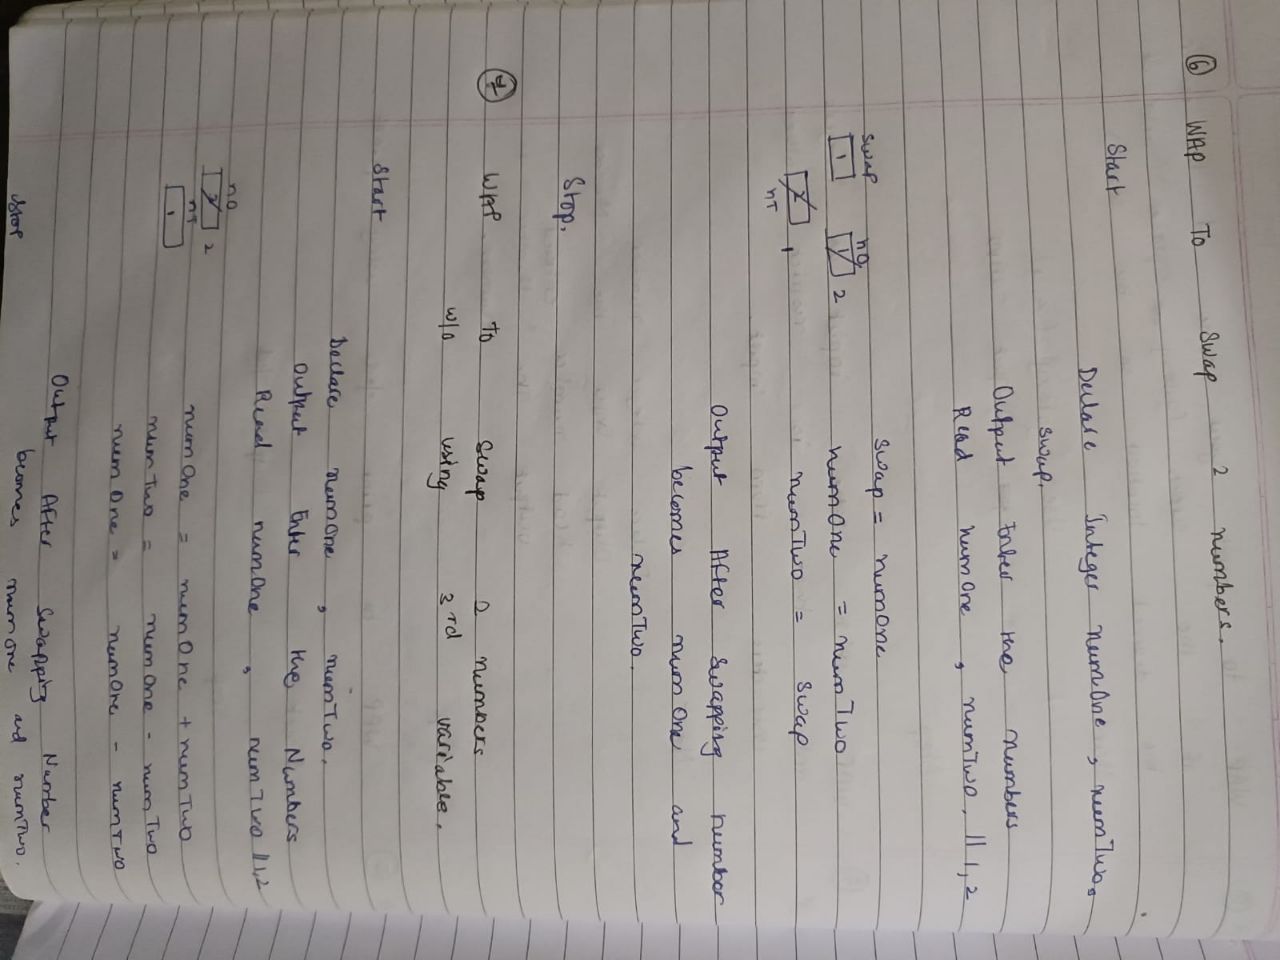 6 WAP To Swap 2 numbers.
Start
Declare Integer numOne , numTwo,
swap.
Output Enter the numbers
Read numOne , numTwo. || 1,2
swap = numOne
swap nO
1 1 2
numOne = numTwo
2 1
nT
numTwo = swap
Output After swapping number
becomes numOne and
numTwo.
Stop.
7 WAP to swap 2 numbers
w/o using 3rd variable.
Start
Declare numOne , numTwo.
Output Enter the Numbers
Read numOne , numTwo || 1,2
nO
2
nT
1
numOne = numOne + numTwo
numTwo = numOne - numTwo
numOne = numOne - numTwo
Output After Swapping Number
becomes numOne and numTwo.
Stop